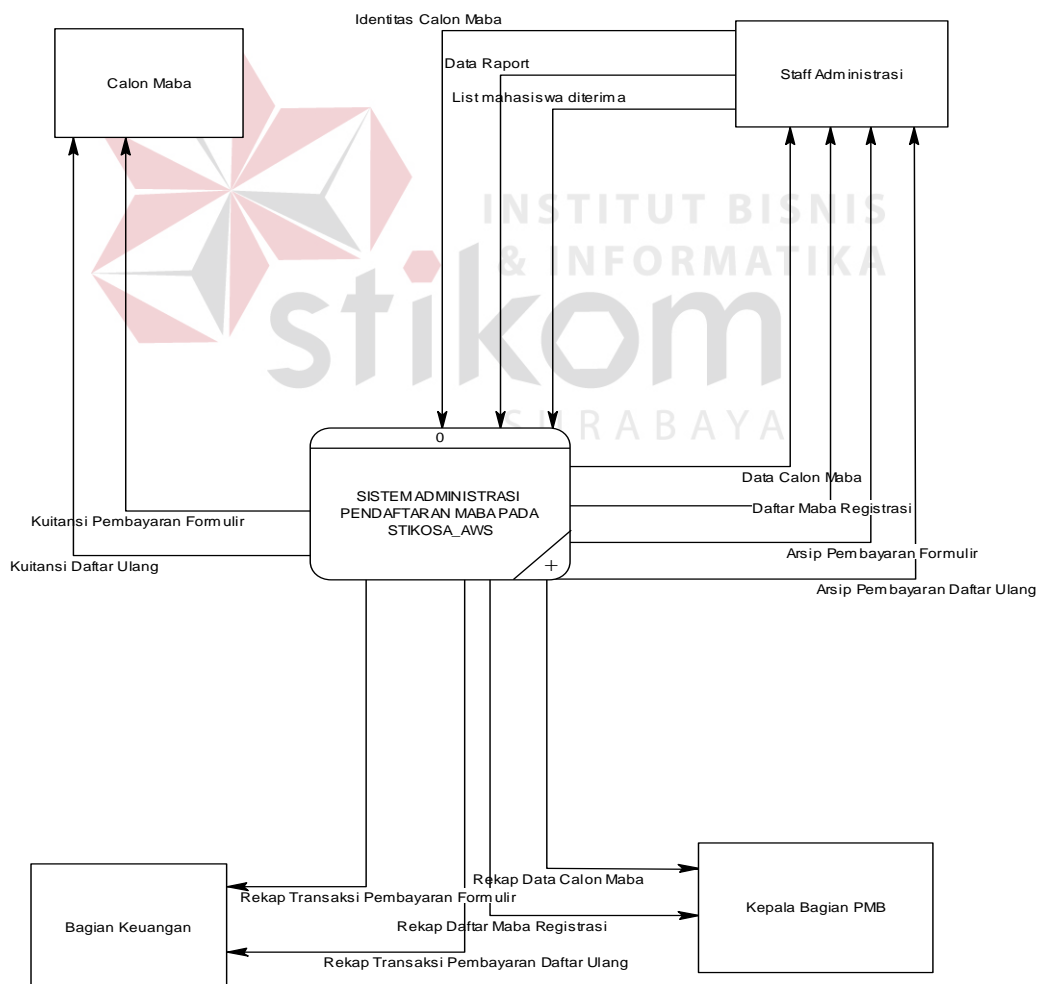 Identitas Calon Maba
Calon Maba
Data Raport
Staff Administrasi
List mahasiswa diterima
INSTITUT BISNIS
& INFORMATIKA
stikom
SURABAYA
0
SISTEM ADMINISTRASI
PENDAFTARAN MABA PADA
STIKOSA_AWS
+
Data Calon Maba
Daftar Maba Registrasi
Kuitansi Pembayaran Formulir
Arsip Pembayaran Formulir
Kuitansi Daftar Ulang
Arsip Pembayaran Daftar Ulang
Rekap Data Calon Maba
Rekap Transaksi Pembayaran Formulir
Kepala Bagian PMB
Bagian Keuangan
Rekap Daftar Maba Registrasi
Rekap Transaksi Pembayaran Daftar Ulang